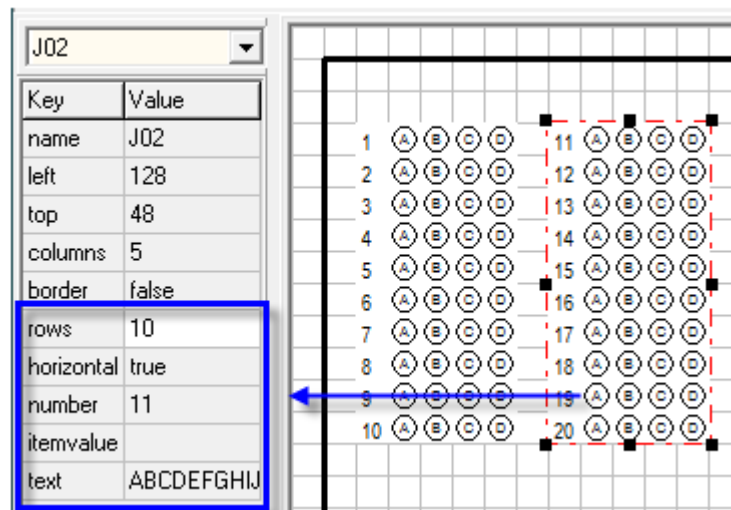 J02
Key Value
name J02
left 128
top 48
columns 5
border false
rows 10
horizontal true
number 11
itemvalue
text ABCDEFGHIJ
1 A B C D 11 A B C D
2 A B C D 12 A B C D
3 A B C D 13 A B C D
4 A B C D 14 A B C D
5 A B C D 15 A B C D
6 A B C D 16 A B C D
7 A B C D 17 A B C D
8 A B C D 18 A B C D
9 A B C D 19 A B C D
10 A B C D 20 A B C D